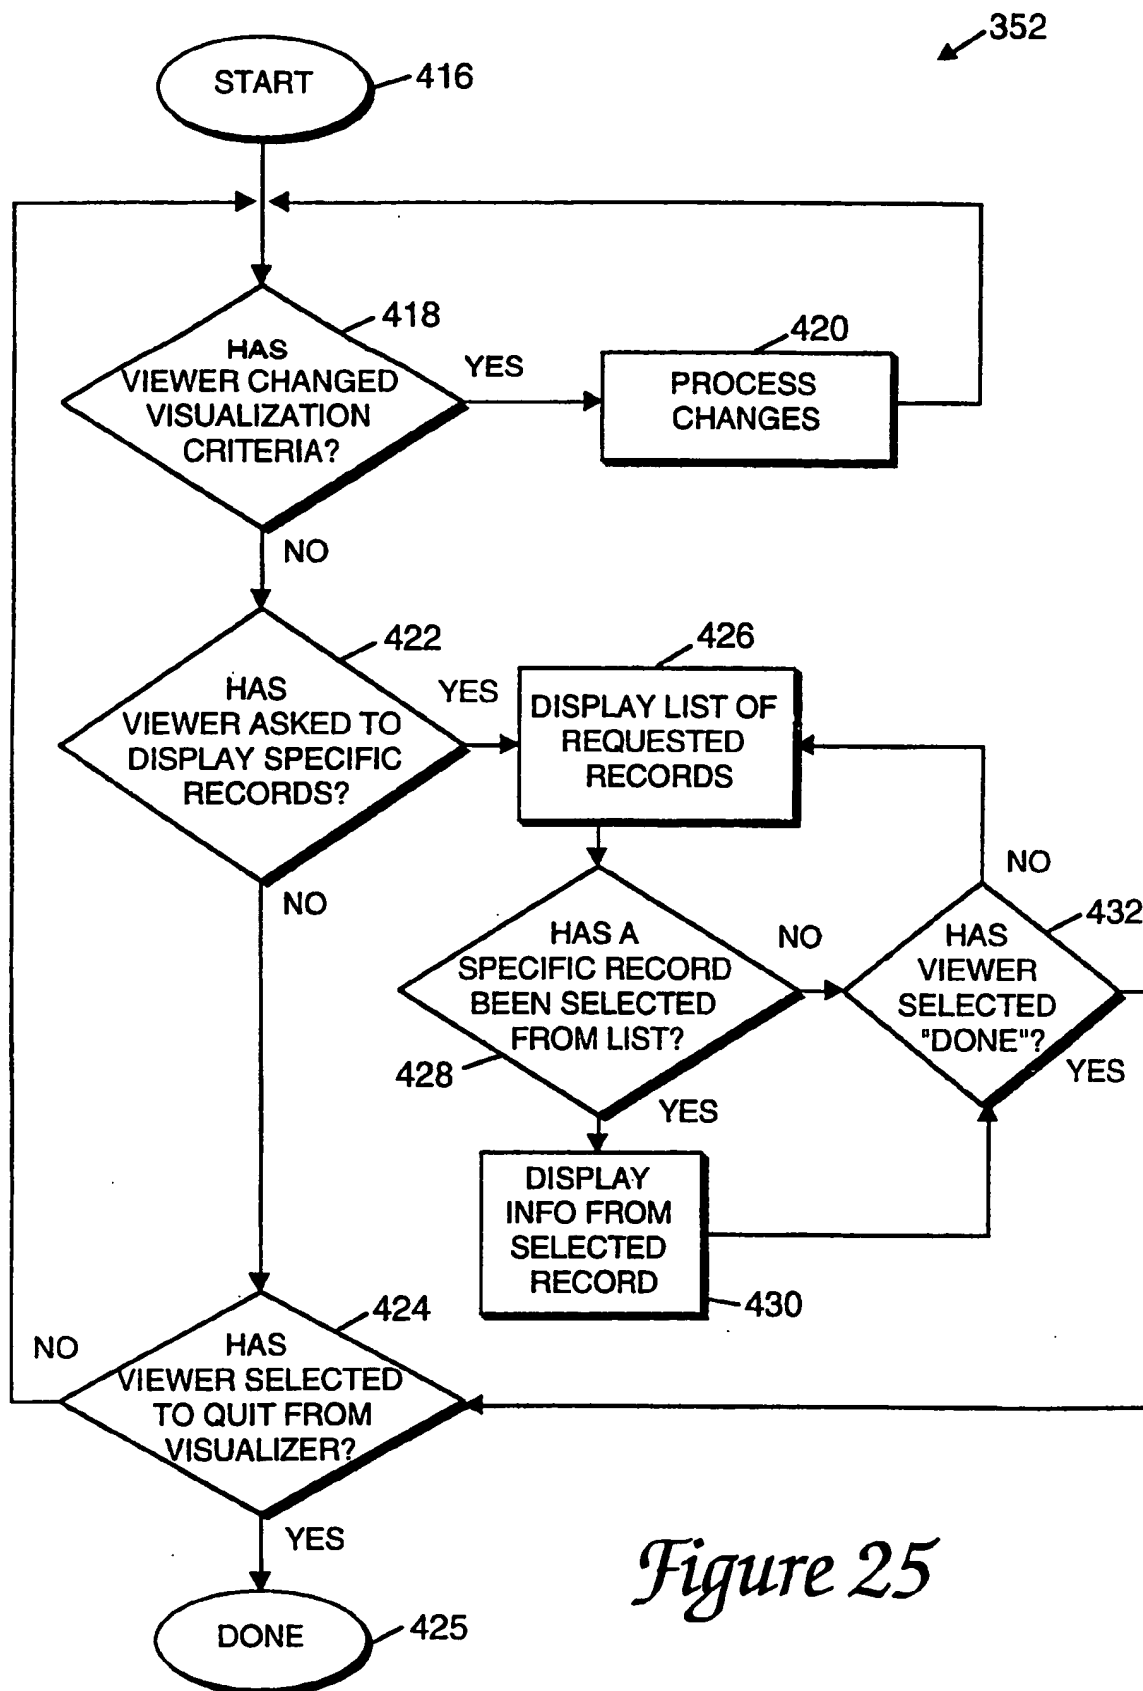 352
START
416
HAS
VIEWER CHANGED
VISUALIZATION
CRITERIA?
418
YES
420
PROCESS
CHANGES
NO
HAS
VIEWER ASKED TO
DISPLAY SPECIFIC
RECORDS?
422
YES
426
DISPLAY LIST OF
REQUESTED
RECORDS
NO
HAS A
SPECIFIC RECORD
BEEN SELECTED
FROM LIST?
428
NO
NO
432
HAS
VIEWER
SELECTED
"DONE"?
YES
YES
DISPLAY
INFO FROM
SELECTED
RECORD
430
424
NO
HAS
VIEWER SELECTED
TO QUIT FROM
VISUALIZER?
YES
DONE
425
Figure 25